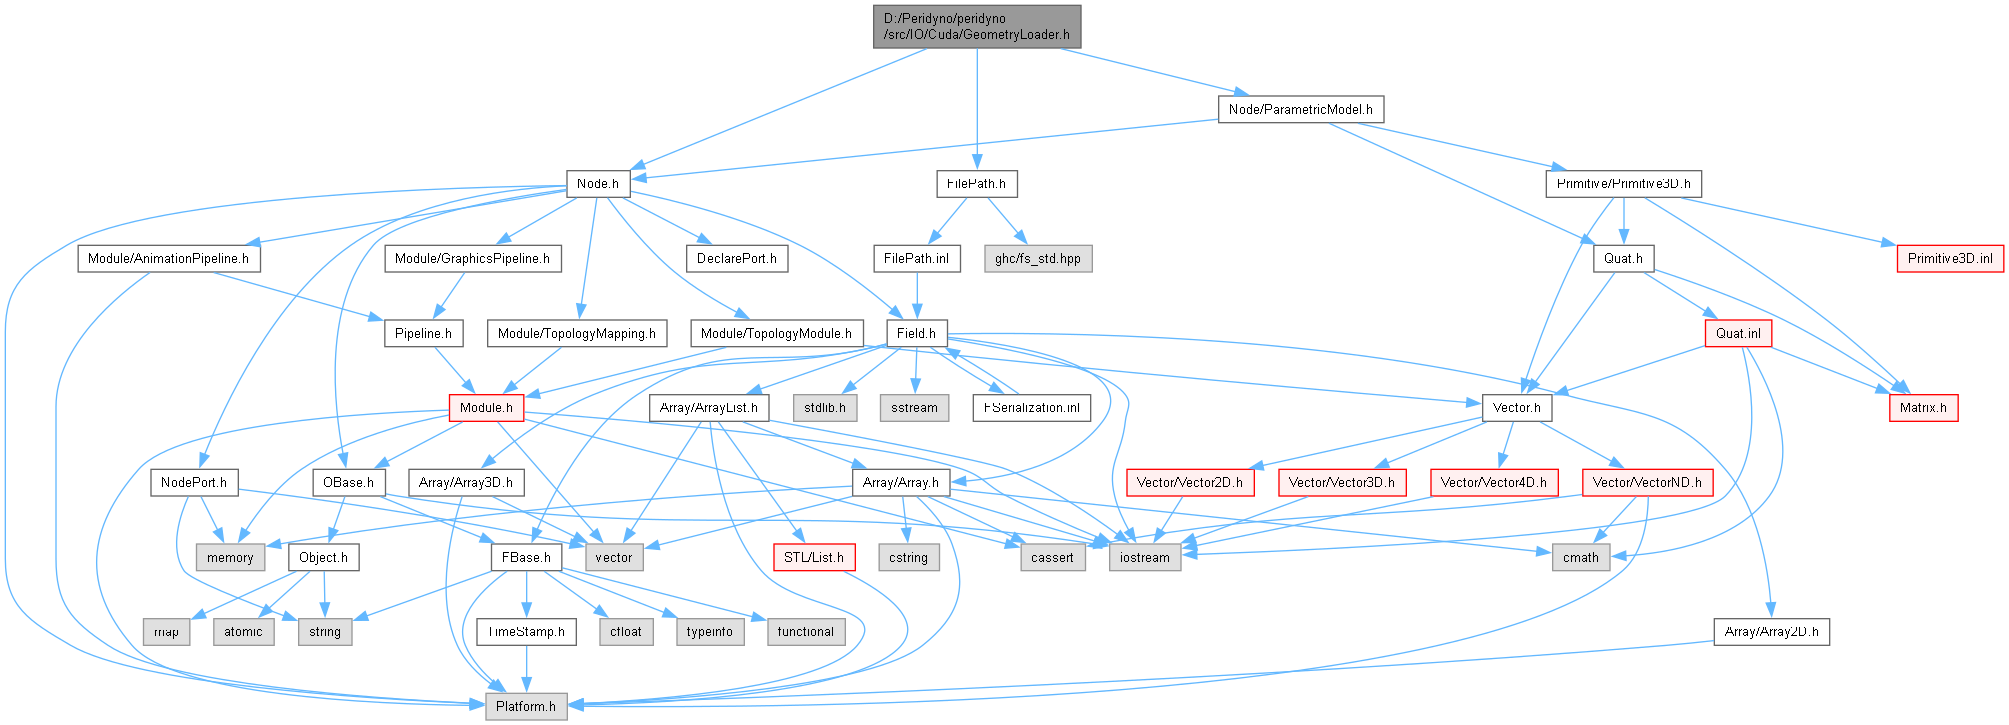 D:/Peridyno/peridyno
/src/IO/Cuda/GeometryLoader.h
Node/ParametricModel.h
Node.h
FilePath.h
Primitive/Primitive3D.h
Module/AnimationPipeline.h
Module/GraphicsPipeline.h
DeclarePort.h
FilePath.inl
ghc/fs_std.hpp
Quat.h
Primitive3D.inl
Pipeline.h
Module/TopologyMapping.h
Module/TopologyModule.h
Field.h
Quat.inl
Module.h
Array/ArrayList.h
stdlib.h
sstream
FSerialization.inl
Vector.h
Matrix.h
NodePort.h
OBase.h
Array/Array3D.h
Array/Array.h
Vector/Vector2D.h
Vector/Vector3D.h
Vector/Vector4D.h
Vector/VectorND.h
memory
Object.h
FBase.h
vector
STL/List.h
cstring
cassert
iostream
cmath
map
atomic
string
TimeStamp.h
cfloat
typeinfo
functional
Array/Array2D.h
Platform.h